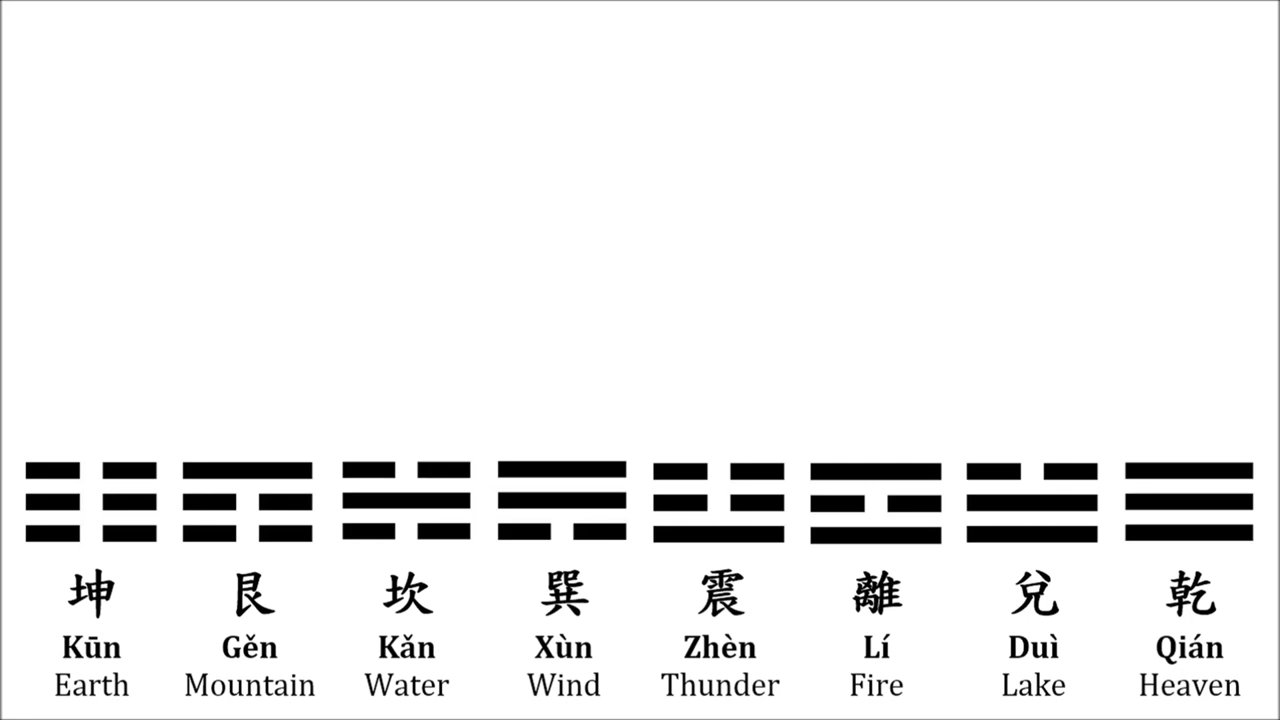 坤 艮 坎 巽 震 離 兌 乾
Kūn Gěn Kǎn Xùn Zhèn Lí Duì Qián
Earth Mountain Water Wind Thunder Fire Lake Heaven